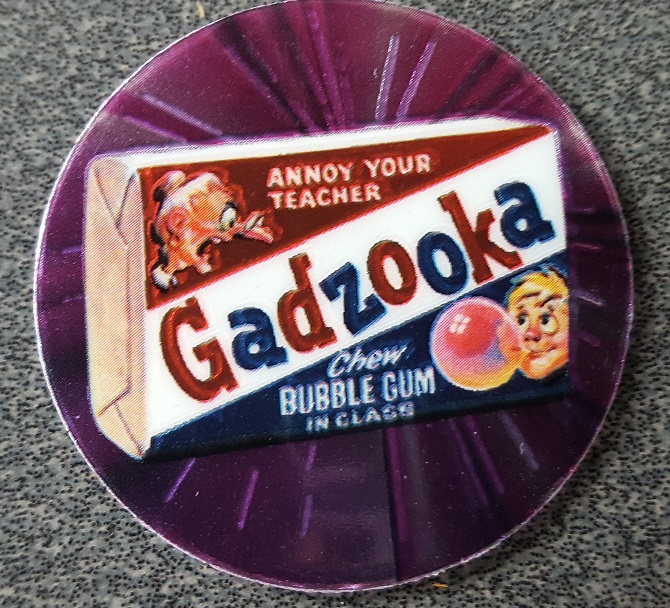 ANNOY YOUR
TEACHER
Gadzooka
Chew
BUBBLE GUM
IN CLASS